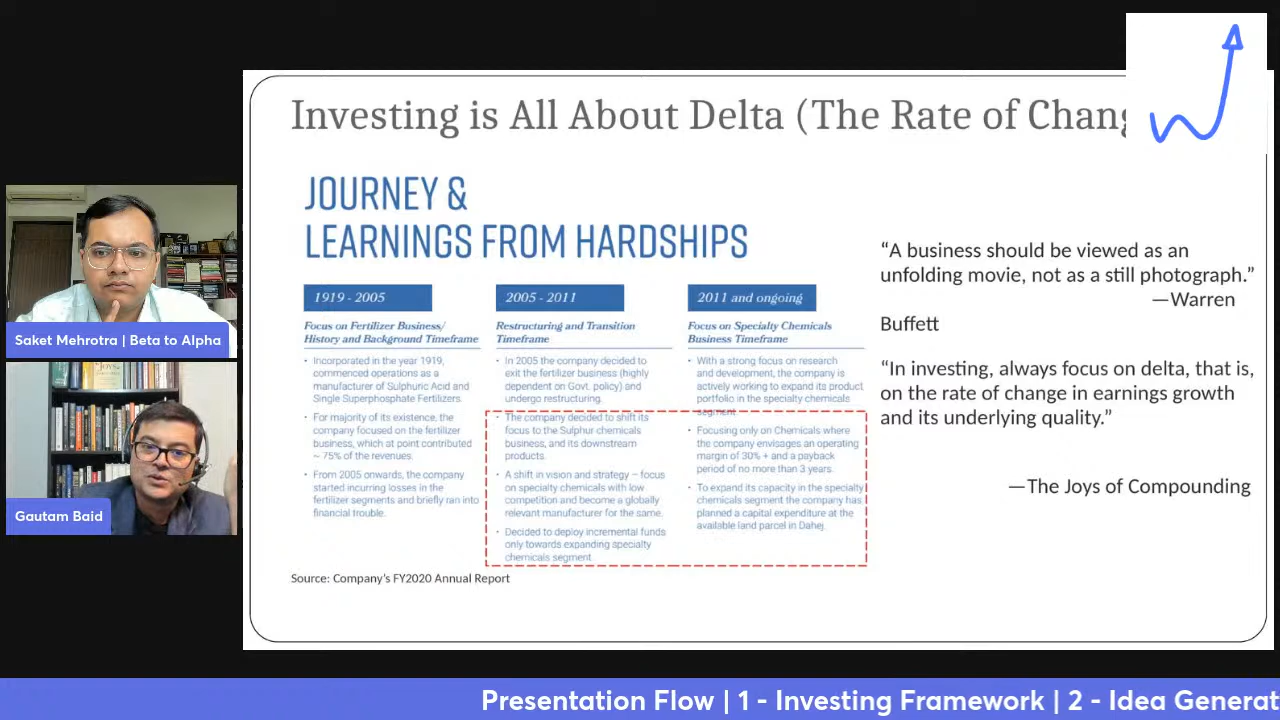 Investing is All About Delta (The Rate of Chang
JOURNEY &
LEARNINGS FROM HARDSHIPS
1919 - 2005
Focus on Fertilizer Business/
History and Background Timeframe
• Incorporated in the year 1919,
commenced operations as a
manufacturer of Sulphuric Acid and
Single Superphosphate Fertilizers.
• For majority of its existence, the
company focused on the fertilizer
business, which at point contributed
~ 75% of the revenues.
• From 2005 onwards, the company
started incurring losses in the
fertilizer segments and briefly ran into
financial trouble.
2005 - 2011
Restructuring and Transition
Timeframe
• In 2005 the company decided to
exit the fertilizer business (highly
dependent on Govt. policy) and
undergo restructuring.
• The company decided to shift its
focus to the Sulphur chemicals
business, and its downstream
products.
• A shift in vision and strategy – focus
on specialty chemicals with low
competition and become a globally
relevant manufacturer for the same.
• Decided to deploy incremental funds
only towards expanding specialty
chemicals segment.
2011 and ongoing
Focus on Specialty Chemicals
Business Timeframe
• With a strong focus on research
and development, the company is
actively working to expand its product
portfolio in the specialty chemicals
segment.
• Focusing only on Chemicals where
the company envisages an operating
margin of 30% + and a payback
period of no more than 3 years.
• To expand its capacity in the specialty
chemicals segment the company has
planned a capital expenditure at the
available land parcel in Dahej.
Source: Company's FY2020 Annual Report
“A business should be viewed as an
unfolding movie, not as a still photograph.”
—Warren
Buffett
“In investing, always focus on delta, that is,
on the rate of change in earnings growth
and its underlying quality.”
—The Joys of Compounding
Saket Mehrotra | Beta to Alpha
Gautam Baid
Presentation Flow | 1 - Investing Framework | 2 - Idea Generat